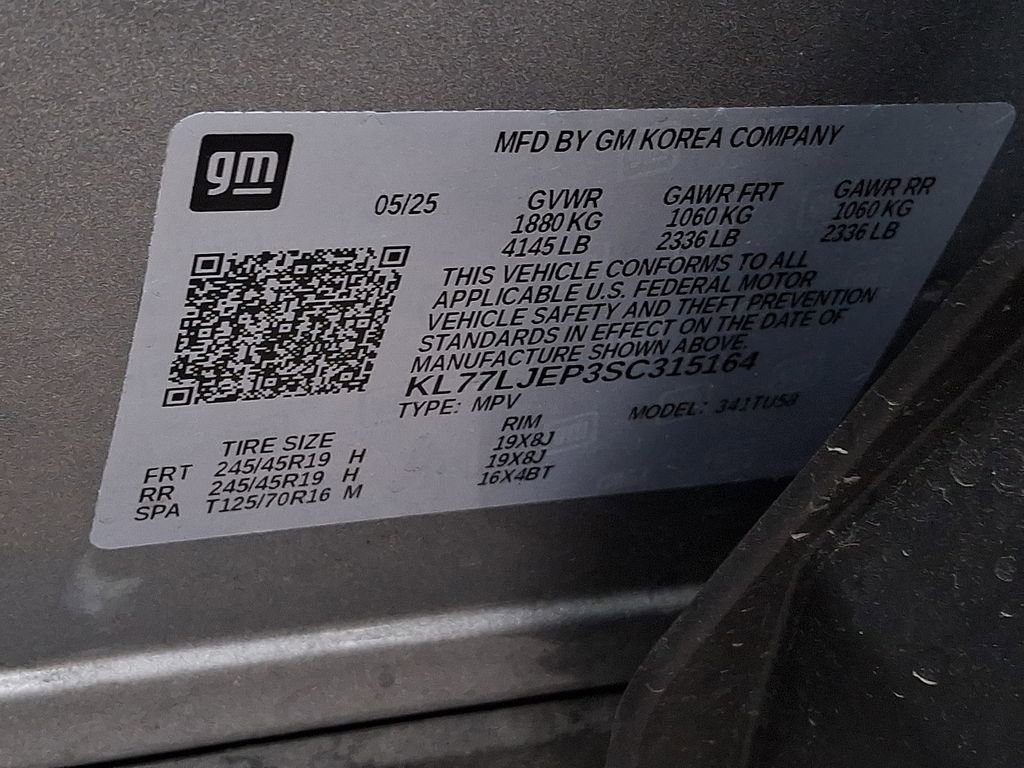 gm
MFD BY GM KOREA COMPANY
05/25 GVWR GAWR FRT GAWR RR
1880 KG 1060 KG 1060 KG
4145 LB 2336 LB 2336 LB
THIS VEHICLE CONFORMS TO ALL
APPLICABLE U.S. FEDERAL MOTOR
VEHICLE SAFETY AND THEFT PREVENTION
STANDARDS IN EFFECT ON THE DATE OF
MANUFACTURE SHOWN ABOVE.
KL77LJEP3SC315164
TYPE: MPV MODEL: 341TU58
TIRE SIZE RIM
FRT 245/45R19 H 19X8J
RR 245/45R19 H 19X8J
SPA T125/70R16 M 16X4BT